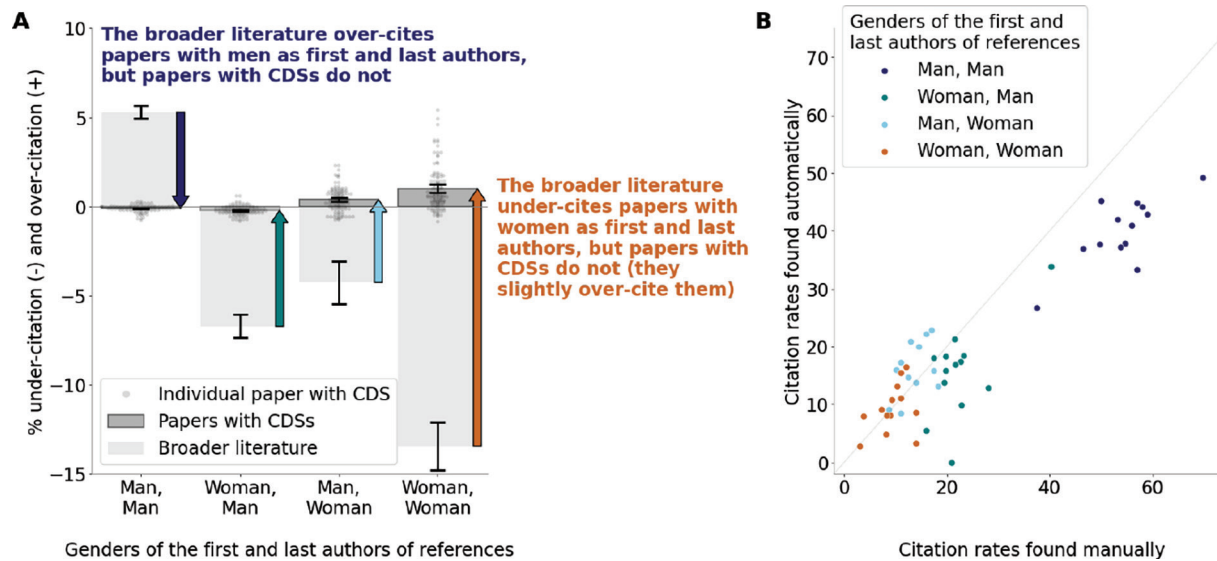 A
The broader literature over-cites
papers with men as first and last authors,
but papers with CDSs do not
% under-citation (-) and over-citation (+)
10
5
0
−5
−10
−15
The broader literature
under-cites papers with
women as first and last
authors, but papers with
CDSs do not (they
slightly over-cite them)
Individual paper with CDS
Papers with CDSs
Broader literature
Man,
Man
Woman,
Man
Man,
Woman
Woman,
Woman
Genders of the first and last authors of references
B
Genders of the first and
last authors of references
Man, Man
Woman, Man
Man, Woman
Woman, Woman
Citation rates found automatically
70
60
50
40
30
20
10
0
0
20
40
60
Citation rates found manually